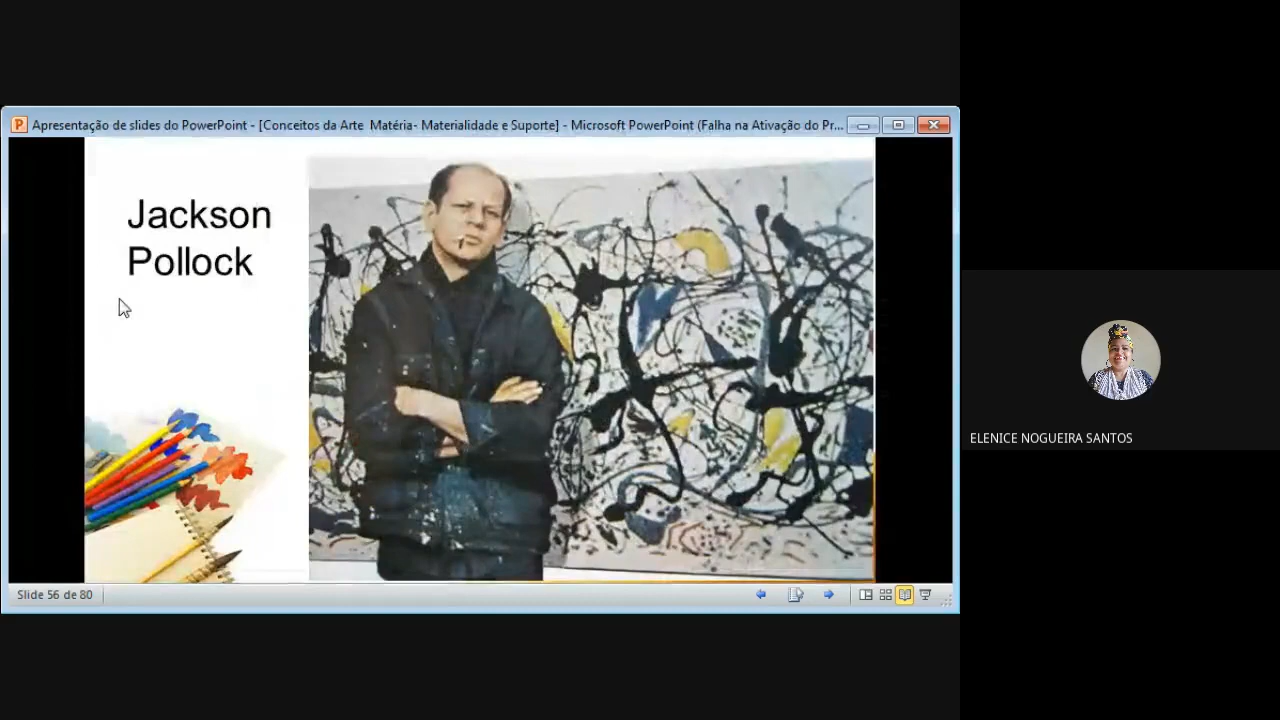 Apresentação de slides do PowerPoint - [Conceitos da Arte Matéria- Materialidade e Suporte] - Microsoft PowerPoint (Falha na Ativação do Pr...
Jackson
Pollock
ELENICE NOGUEIRA SANTOS
Slide 56 de 80